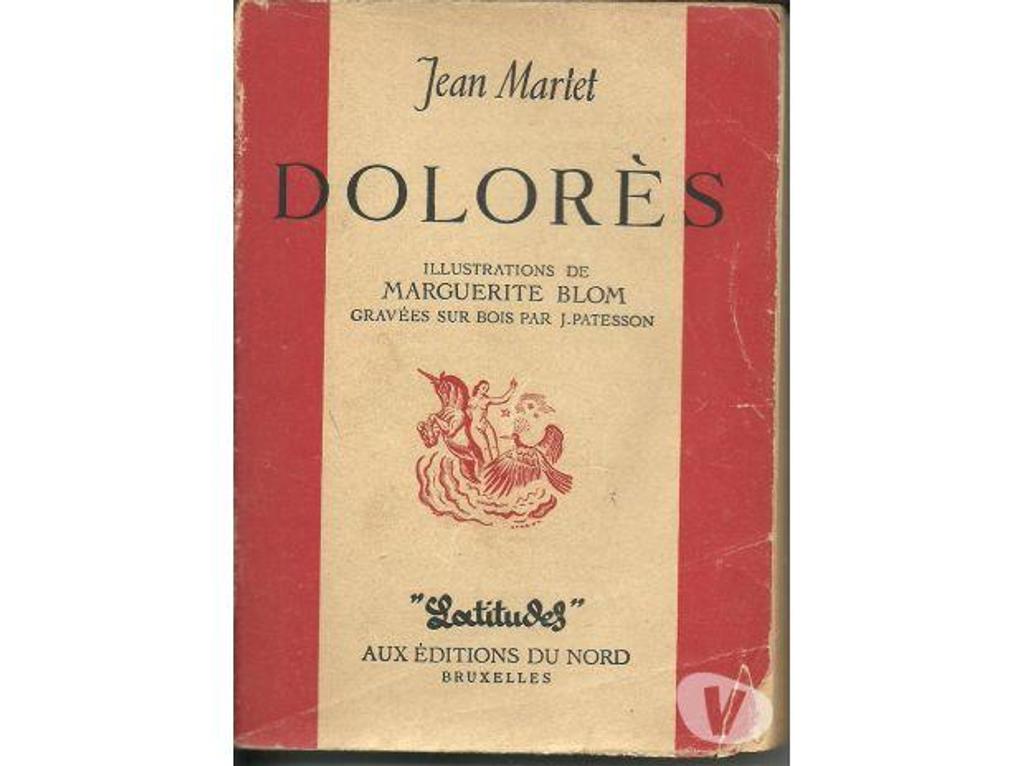 Jean Martet
DOLORÈS
ILLUSTRATIONS DE
MARGUERITE BLOM
GRAVÉES SUR BOIS PAR J. PATESSON
"Latitudes"
AUX ÉDITIONS DU NORD
BRUXELLES
V